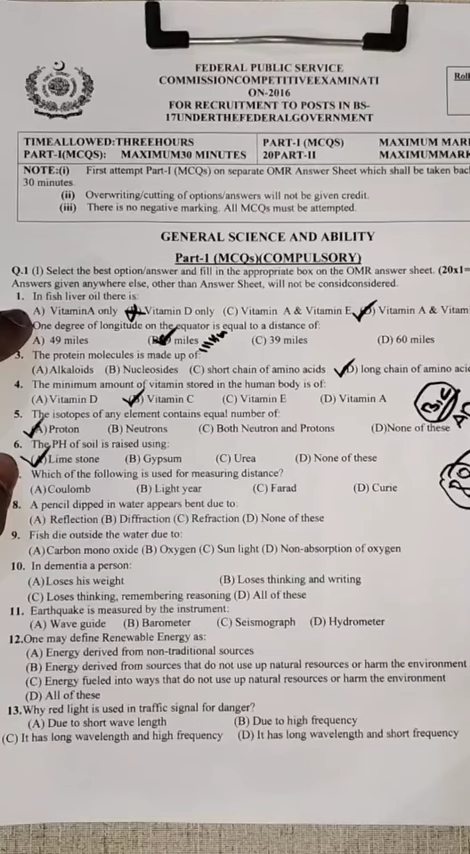 FEDERAL PUBLIC SERVICE
COMMISSIONCOMPETITIVEEXAMINATI
ON-2016
FOR RECRUITMENT TO POSTS IN BS-
17UNDERTHEFEDERALGOVERNMENT
Roll
TIMEALLOWED:THREEHOURS PART-I (MCQS) MAXIMUM MAR
PART-I(MCQS): MAXIMUM30 MINUTES 20PART-II MAXIMUMMARK
NOTE:(i) First attempt Part-I (MCQs) on separate OMR Answer Sheet which shall be taken bac
30 minutes.
(ii) Overwriting/cutting of options/answers will not be given credit.
(iii) There is no negative marking. All MCQs must be attempted.
GENERAL SCIENCE AND ABILITY
Part-1 (MCQs)(COMPULSORY)
Q.1 (I) Select the best option/answer and fill in the appropriate box on the OMR answer sheet. (20x1=
Answers given anywhere else, other than Answer Sheet, will not be considconsidered.
1. In fish liver oil there is:
A) VitaminA only Vitamin D only (C) Vitamin A & Vitamin E Vitamin A & Vitam
One degree of longitude on the equator is equal to a distance of:
A) 49 miles miles (C) 39 miles (D) 60 miles
3. The protein molecules is made up of:
(A)Alkaloids (B) Nucleosides (C) short chain of amino acids D) long chain of amino acid
4. The minimum amount of vitamin stored in the human body is of:
(A)Vitamin D Vitamin C (C) Vitamin E (D) Vitamin A
5. The isotopes of any element contains equal number of:
A)Proton (B) Neutrons (C) Both Neutron and Protons (D)None of these
6. The PH of soil is raised using:
Lime stone (B) Gypsum (C) Urea (D) None of these
Which of the following is used for measuring distance?
(A)Coulomb (B) Light year (C) Farad (D) Curie
8. A pencil dipped in water appears bent due to:
(A) Reflection (B) Diffraction (C) Refraction (D) None of these
9. Fish die outside the water due to:
(A)Carbon mono oxide (B) Oxygen (C) Sun light (D) Non-absorption of oxygen
10. In dementia a person:
(A)Loses his weight (B) Loses thinking and writing
(C) Loses thinking, remembering reasoning (D) All of these
11. Earthquake is measured by the instrument:
(A) Wave guide (B) Barometer (C) Seismograph (D) Hydrometer
12.One may define Renewable Energy as:
(A) Energy derived from non-traditional sources
(B) Energy derived from sources that do not use up natural resources or harm the environment
(C) Energy fueled into ways that do not use up natural resources or harm the environment
(D) All of these
13.Why red light is used in traffic signal for danger?
(A) Due to short wave length (B) Due to high frequency
(C) It has long wavelength and high frequency (D) It has long wavelength and short frequency